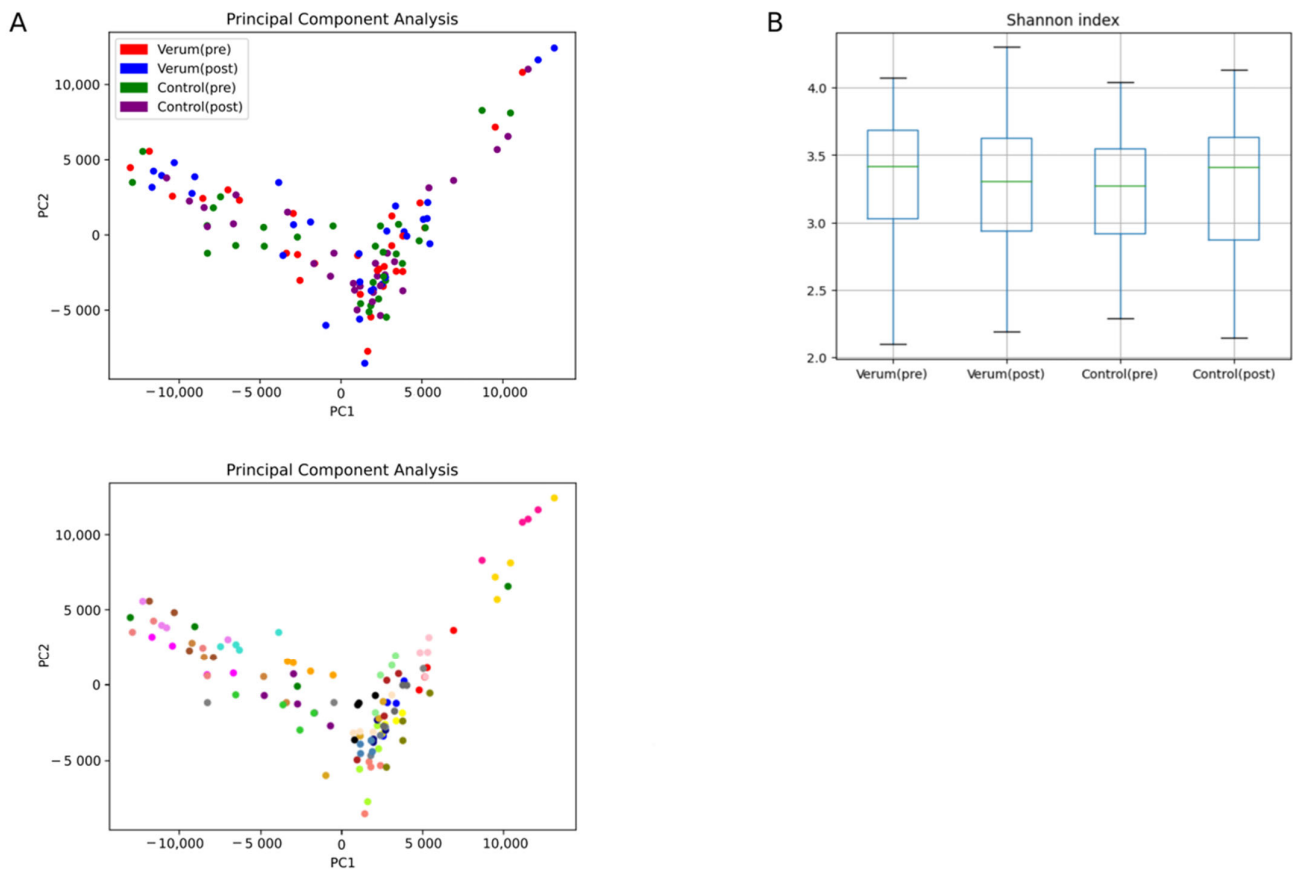 A
Principal Component Analysis
Verum(pre)
Verum(post)
Control(pre)
Control(post)
10,000
5 000
0
−5 000
PC2
−10,000 −5 000 0 5 000 10,000
PC1
B
Shannon index
4.0
3.5
3.0
2.5
2.0
Verum(pre) Verum(post) Control(pre) Control(post)
Principal Component Analysis
10,000
5 000
0
−5 000
PC2
−10,000 −5 000 0 5 000 10,000
PC1